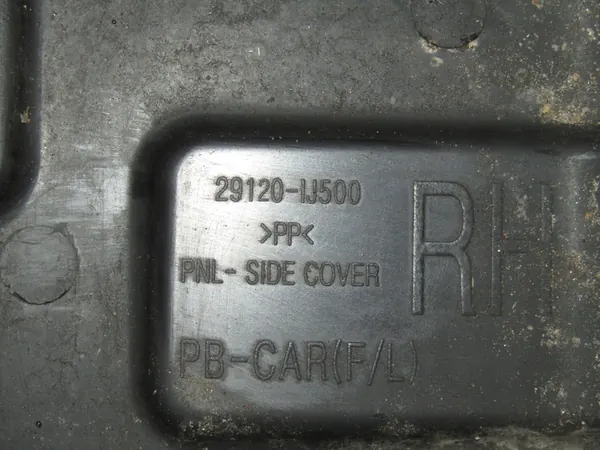 29120-1J500
>PP<
PNL- SIDE COVER
RH
PB-CAR(F/L)